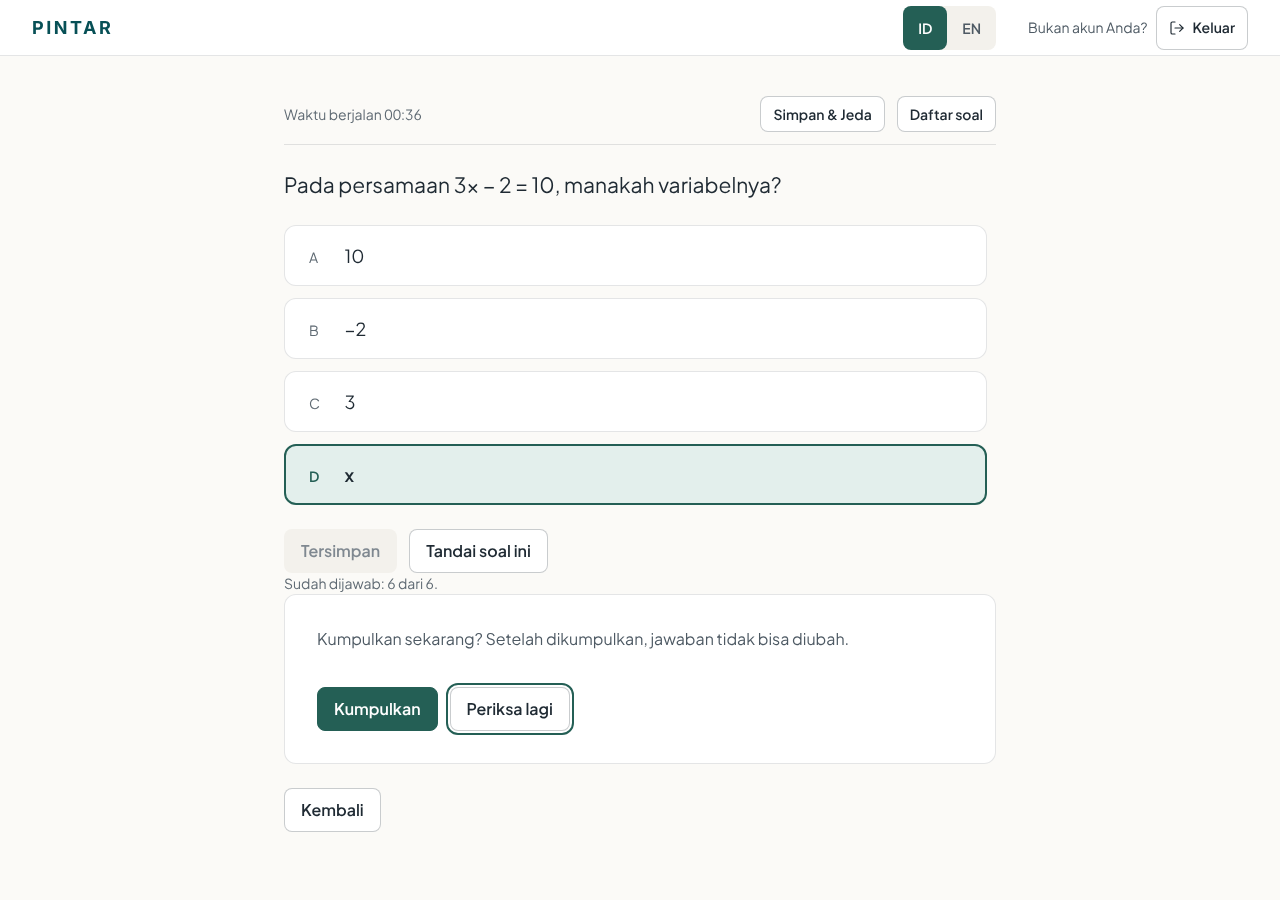 PINTAR
ID EN Bukan akun Anda? Keluar
Waktu berjalan 00:36 Simpan & Jeda Daftar soal
Pada persamaan 3x − 2 = 10, manakah variabelnya?
A 10
B −2
C 3
D x
Tersimpan Tandai soal ini
Sudah dijawab: 6 dari 6.
Kumpulkan sekarang? Setelah dikumpulkan, jawaban tidak bisa diubah.
Kumpulkan Periksa lagi
Kembali